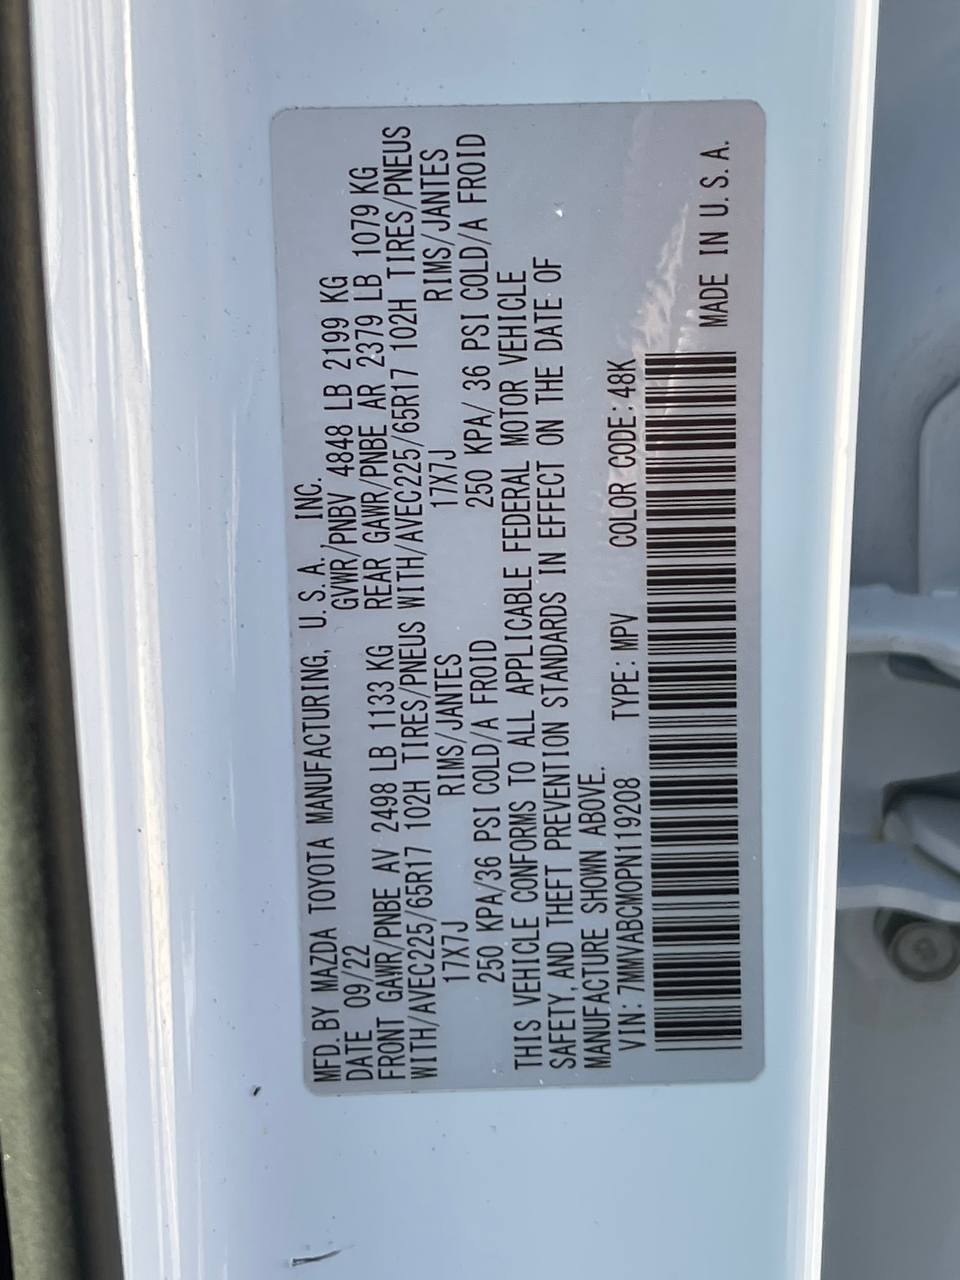 MFD. BY MAZDA TOYOTA MANUFACTURING, U. S. A., INC.
DATE 09/22 GVWR/PNBV 4848 LB 2199 KG
FRONT GAWR/PNBE AV 2498 LB 1133 KG REAR GAWR/PNBE AR 2379 LB 1079 KG
WITH/AVEC225/65R17 102H TIRES/PNEUS WITH/AVEC225/65R17 102H TIRES/PNEUS
17X7J RIMS/JANTES 17X7J RIMS/JANTES
250 KPA/36 PSI COLD/A FROID 250 KPA/ 36 PSI COLD/A FROID
THIS VEHICLE CONFORMS TO ALL APPLICABLE FEDERAL MOTOR VEHICLE
SAFETY, AND THEFT PREVENTION STANDARDS IN EFFECT ON THE DATE OF
MANUFACTURE SHOWN ABOVE.
VIN: 7MMVABCM0PN119208 TYPE: MPV COLOR CODE: 48K
MADE IN U. S. A.